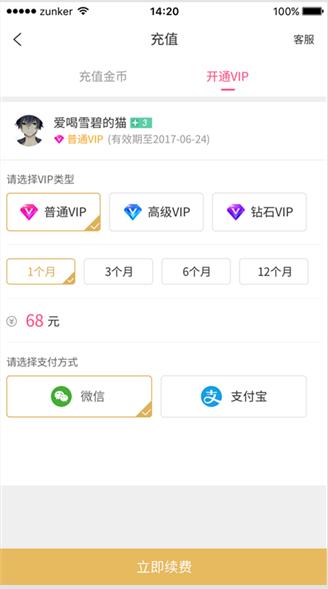 zunker 14:20 100%
充值 客服
充值金币 开通VIP
爱喝雪碧的猫 3
普通VIP (有效期至2017-06-24)
请选择VIP类型
普通VIP 高级VIP 钻石VIP
1个月 3个月 6个月 12个月
68 元
请选择支付方式
微信 支付宝
立即续费